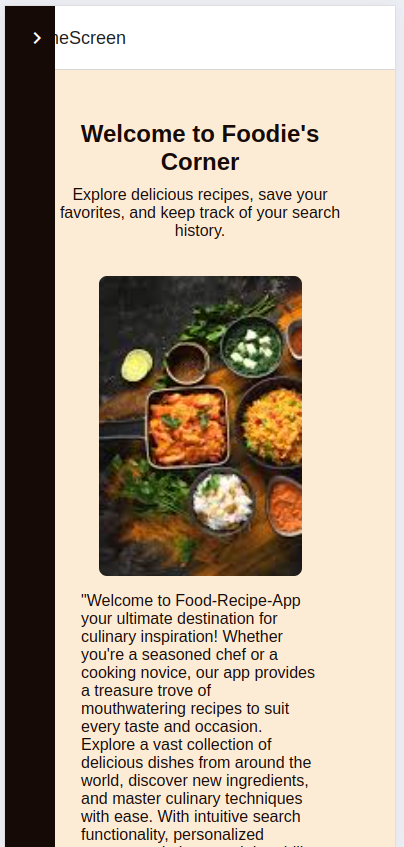 neScreen
Welcome to Foodie's
Corner
Explore delicious recipes, save your
favorites, and keep track of your search
history.
"Welcome to Food-Recipe-App
your ultimate destination for
culinary inspiration! Whether
you're a seasoned chef or a
cooking novice, our app provides
a treasure trove of
mouthwatering recipes to suit
every taste and occasion.
Explore a vast collection of
delicious dishes from around the
world, discover new ingredients,
and master culinary techniques
with ease. With intuitive search
functionality, personalized